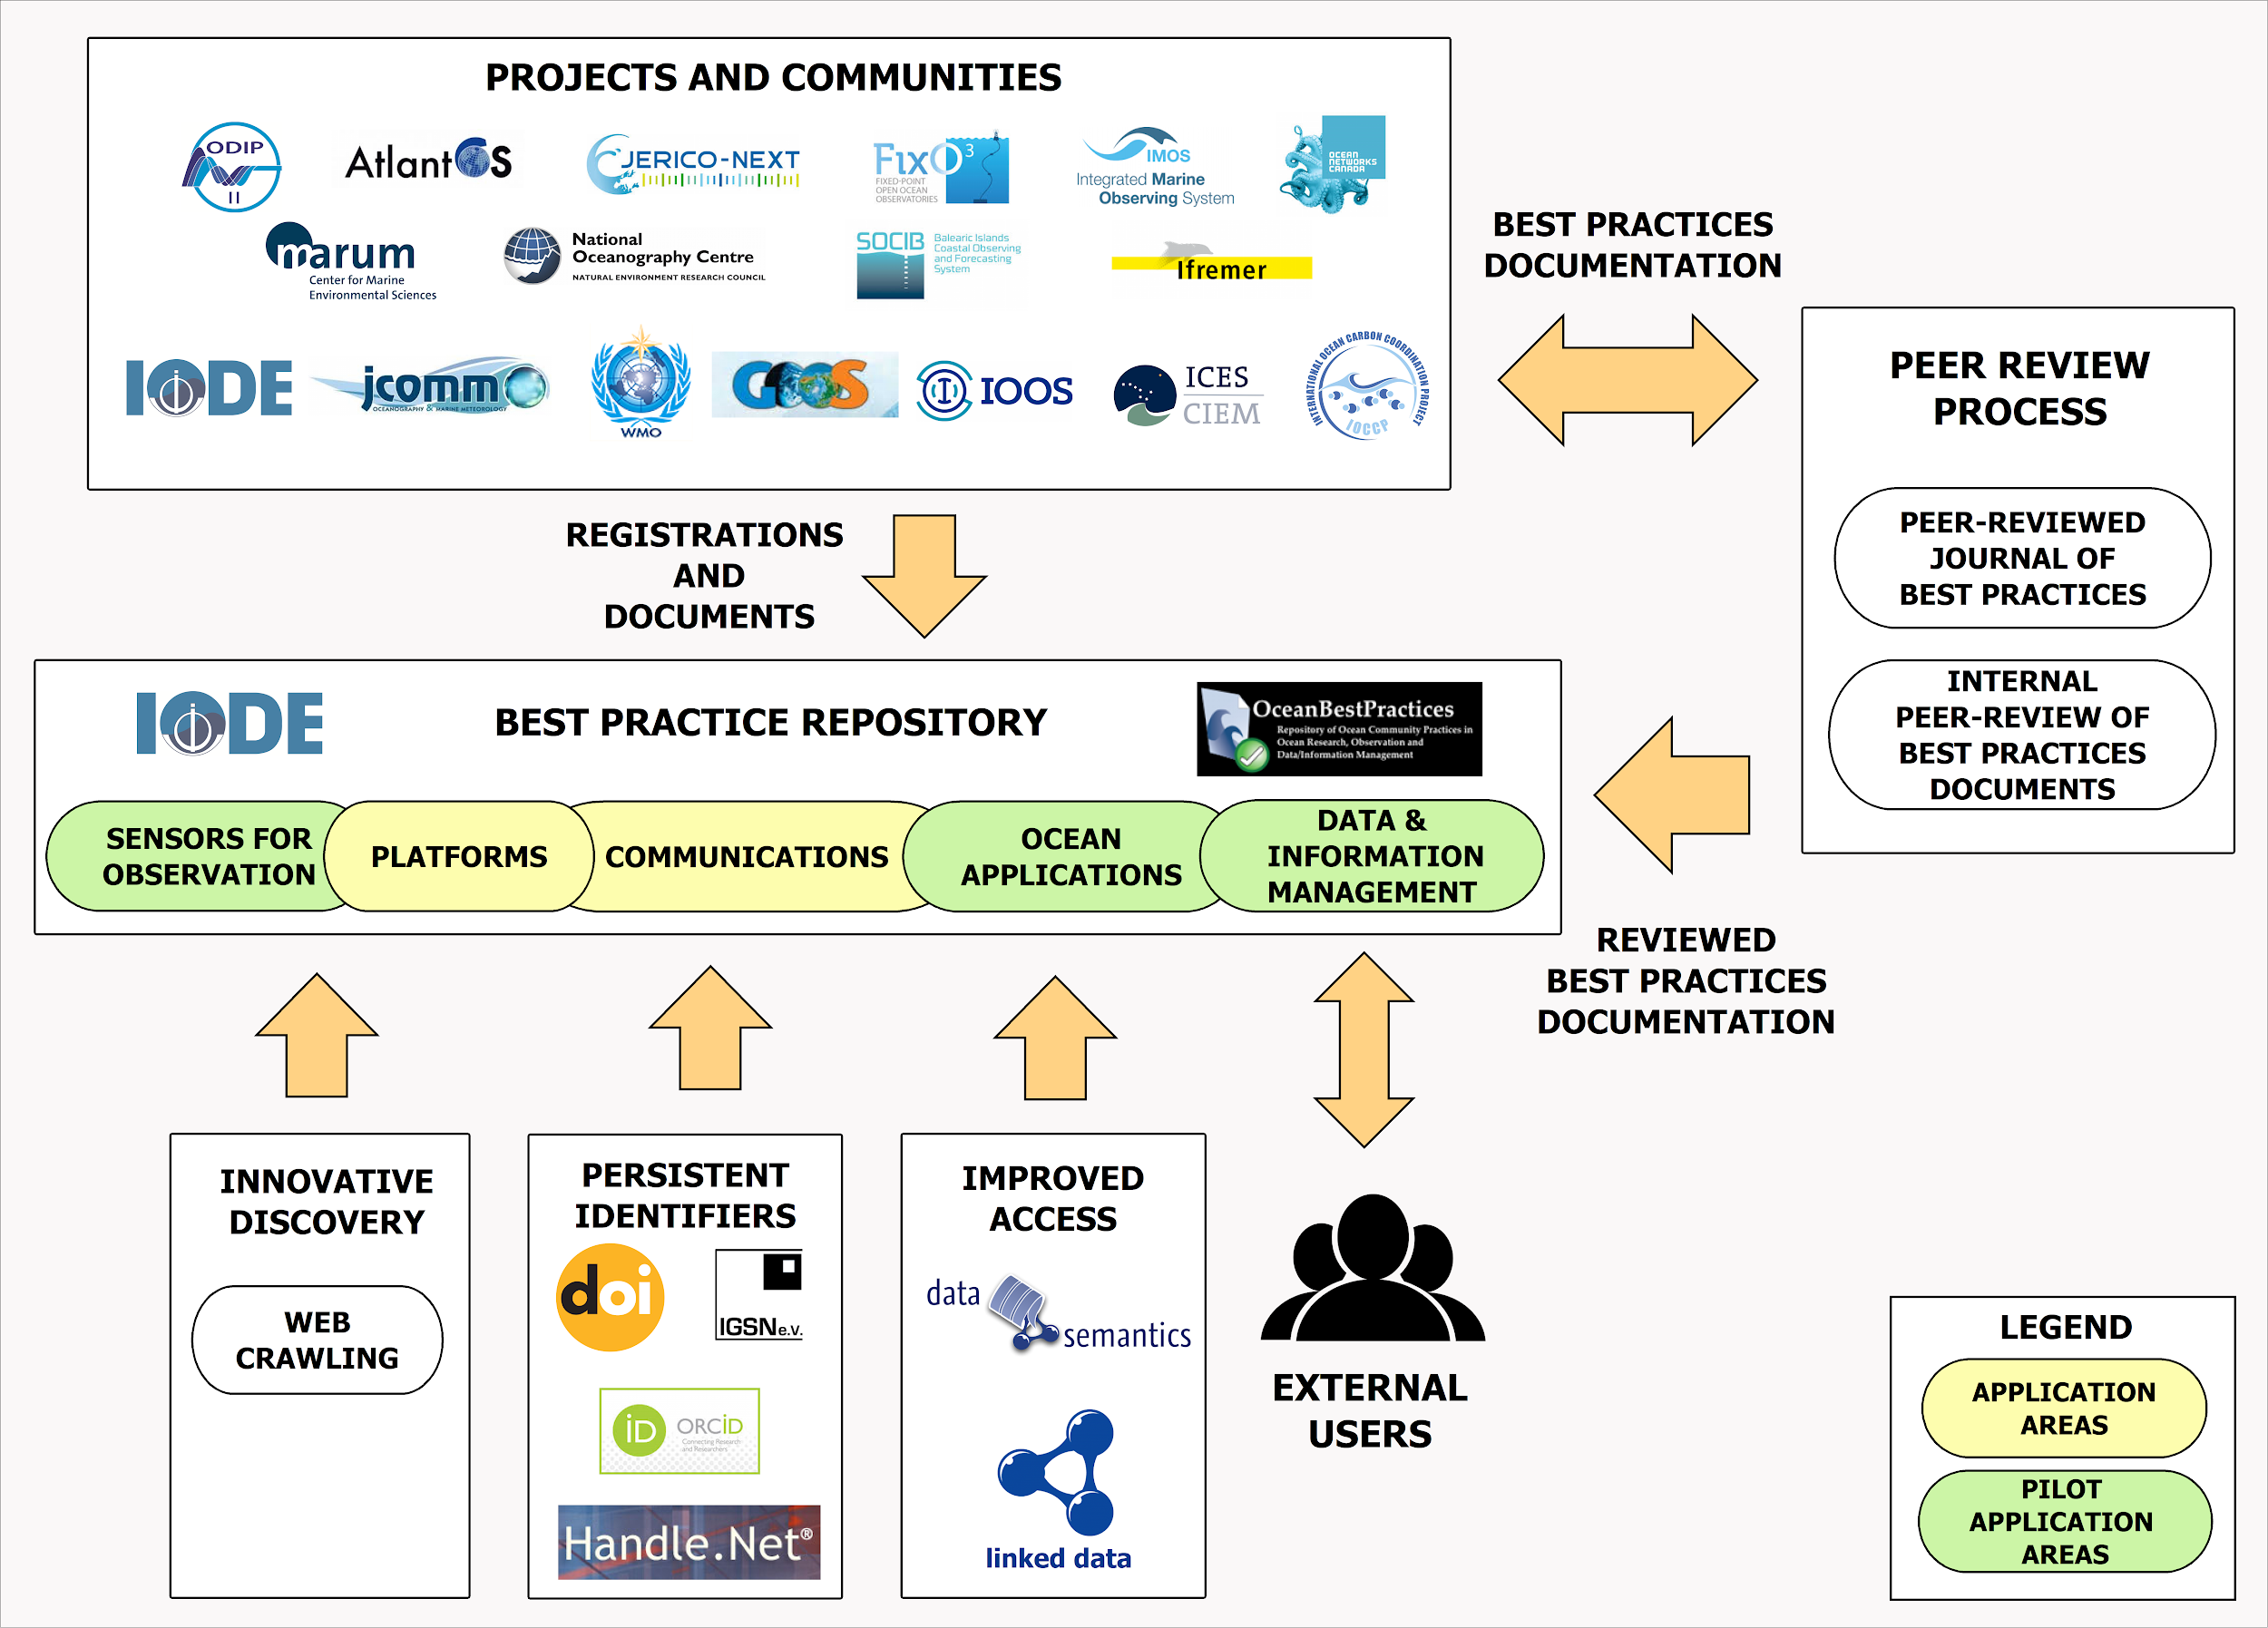 PROJECTS AND COMMUNITIES
ODIP
II
AtlantOS
JERICO-NEXT
FixO3
FIXED-POINT
OPEN OCEAN
OBSERVATORIES
IMOS
Integrated Marine
Observing System
OCEAN
NETWORKS
CANADA
marum
Center for Marine
Environmental Sciences
National
Oceanography Centre
NATURAL ENVIRONMENT RESEARCH COUNCIL
SOCIB
Balearic Islands
Coastal Observing
and Forecasting
System
Ifremer
IODE
jcomm
OCEANOGRAPHY & MARINE METEOROLOGY
WMO
GOOS
IOOS
ICES
CIEM
INTERNATIONAL OCEAN CARBON COORDINATION PROJECT
IOCCP
BEST PRACTICES
DOCUMENTATION
PEER REVIEW
PROCESS
PEER-REVIEWED
JOURNAL OF
BEST PRACTICES
INTERNAL
PEER-REVIEW OF
BEST PRACTICES
DOCUMENTS
REGISTRATIONS
AND
DOCUMENTS
IODE
BEST PRACTICE REPOSITORY
OceanBestPractices
Repository of Ocean Community Practices in
Ocean Research, Observation and
Data/Information Management
SENSORS FOR
OBSERVATION
PLATFORMS
COMMUNICATIONS
OCEAN
APPLICATIONS
DATA &
INFORMATION
MANAGEMENT
REVIEWED
BEST PRACTICES
DOCUMENTATION
INNOVATIVE
DISCOVERY
WEB
CRAWLING
PERSISTENT
IDENTIFIERS
doi
IGSN e.V.
iD ORCID
Connecting Research
and Researchers
Handle.Net®
IMPROVED
ACCESS
data
semantics
linked data
EXTERNAL
USERS
LEGEND
APPLICATION
AREAS
PILOT
APPLICATION
AREAS